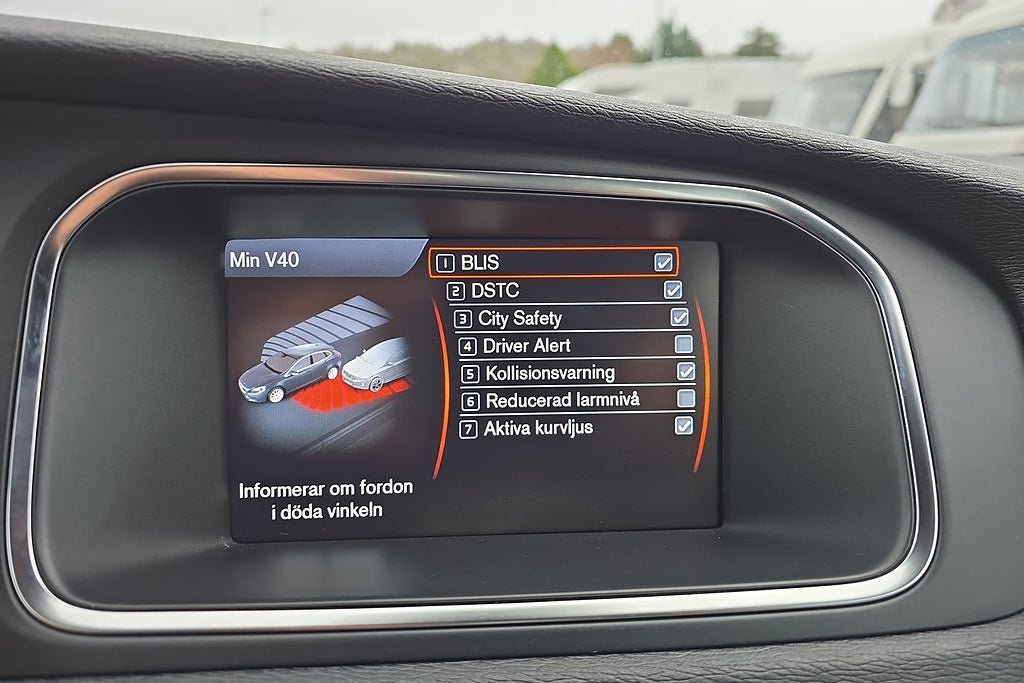 Min V40
1 BLIS
2 DSTC
3 City Safety
4 Driver Alert
5 Kollisionsvarning
6 Reducerad larmnivå
7 Aktiva kurvljus
Informerar om fordon
i döda vinkeln